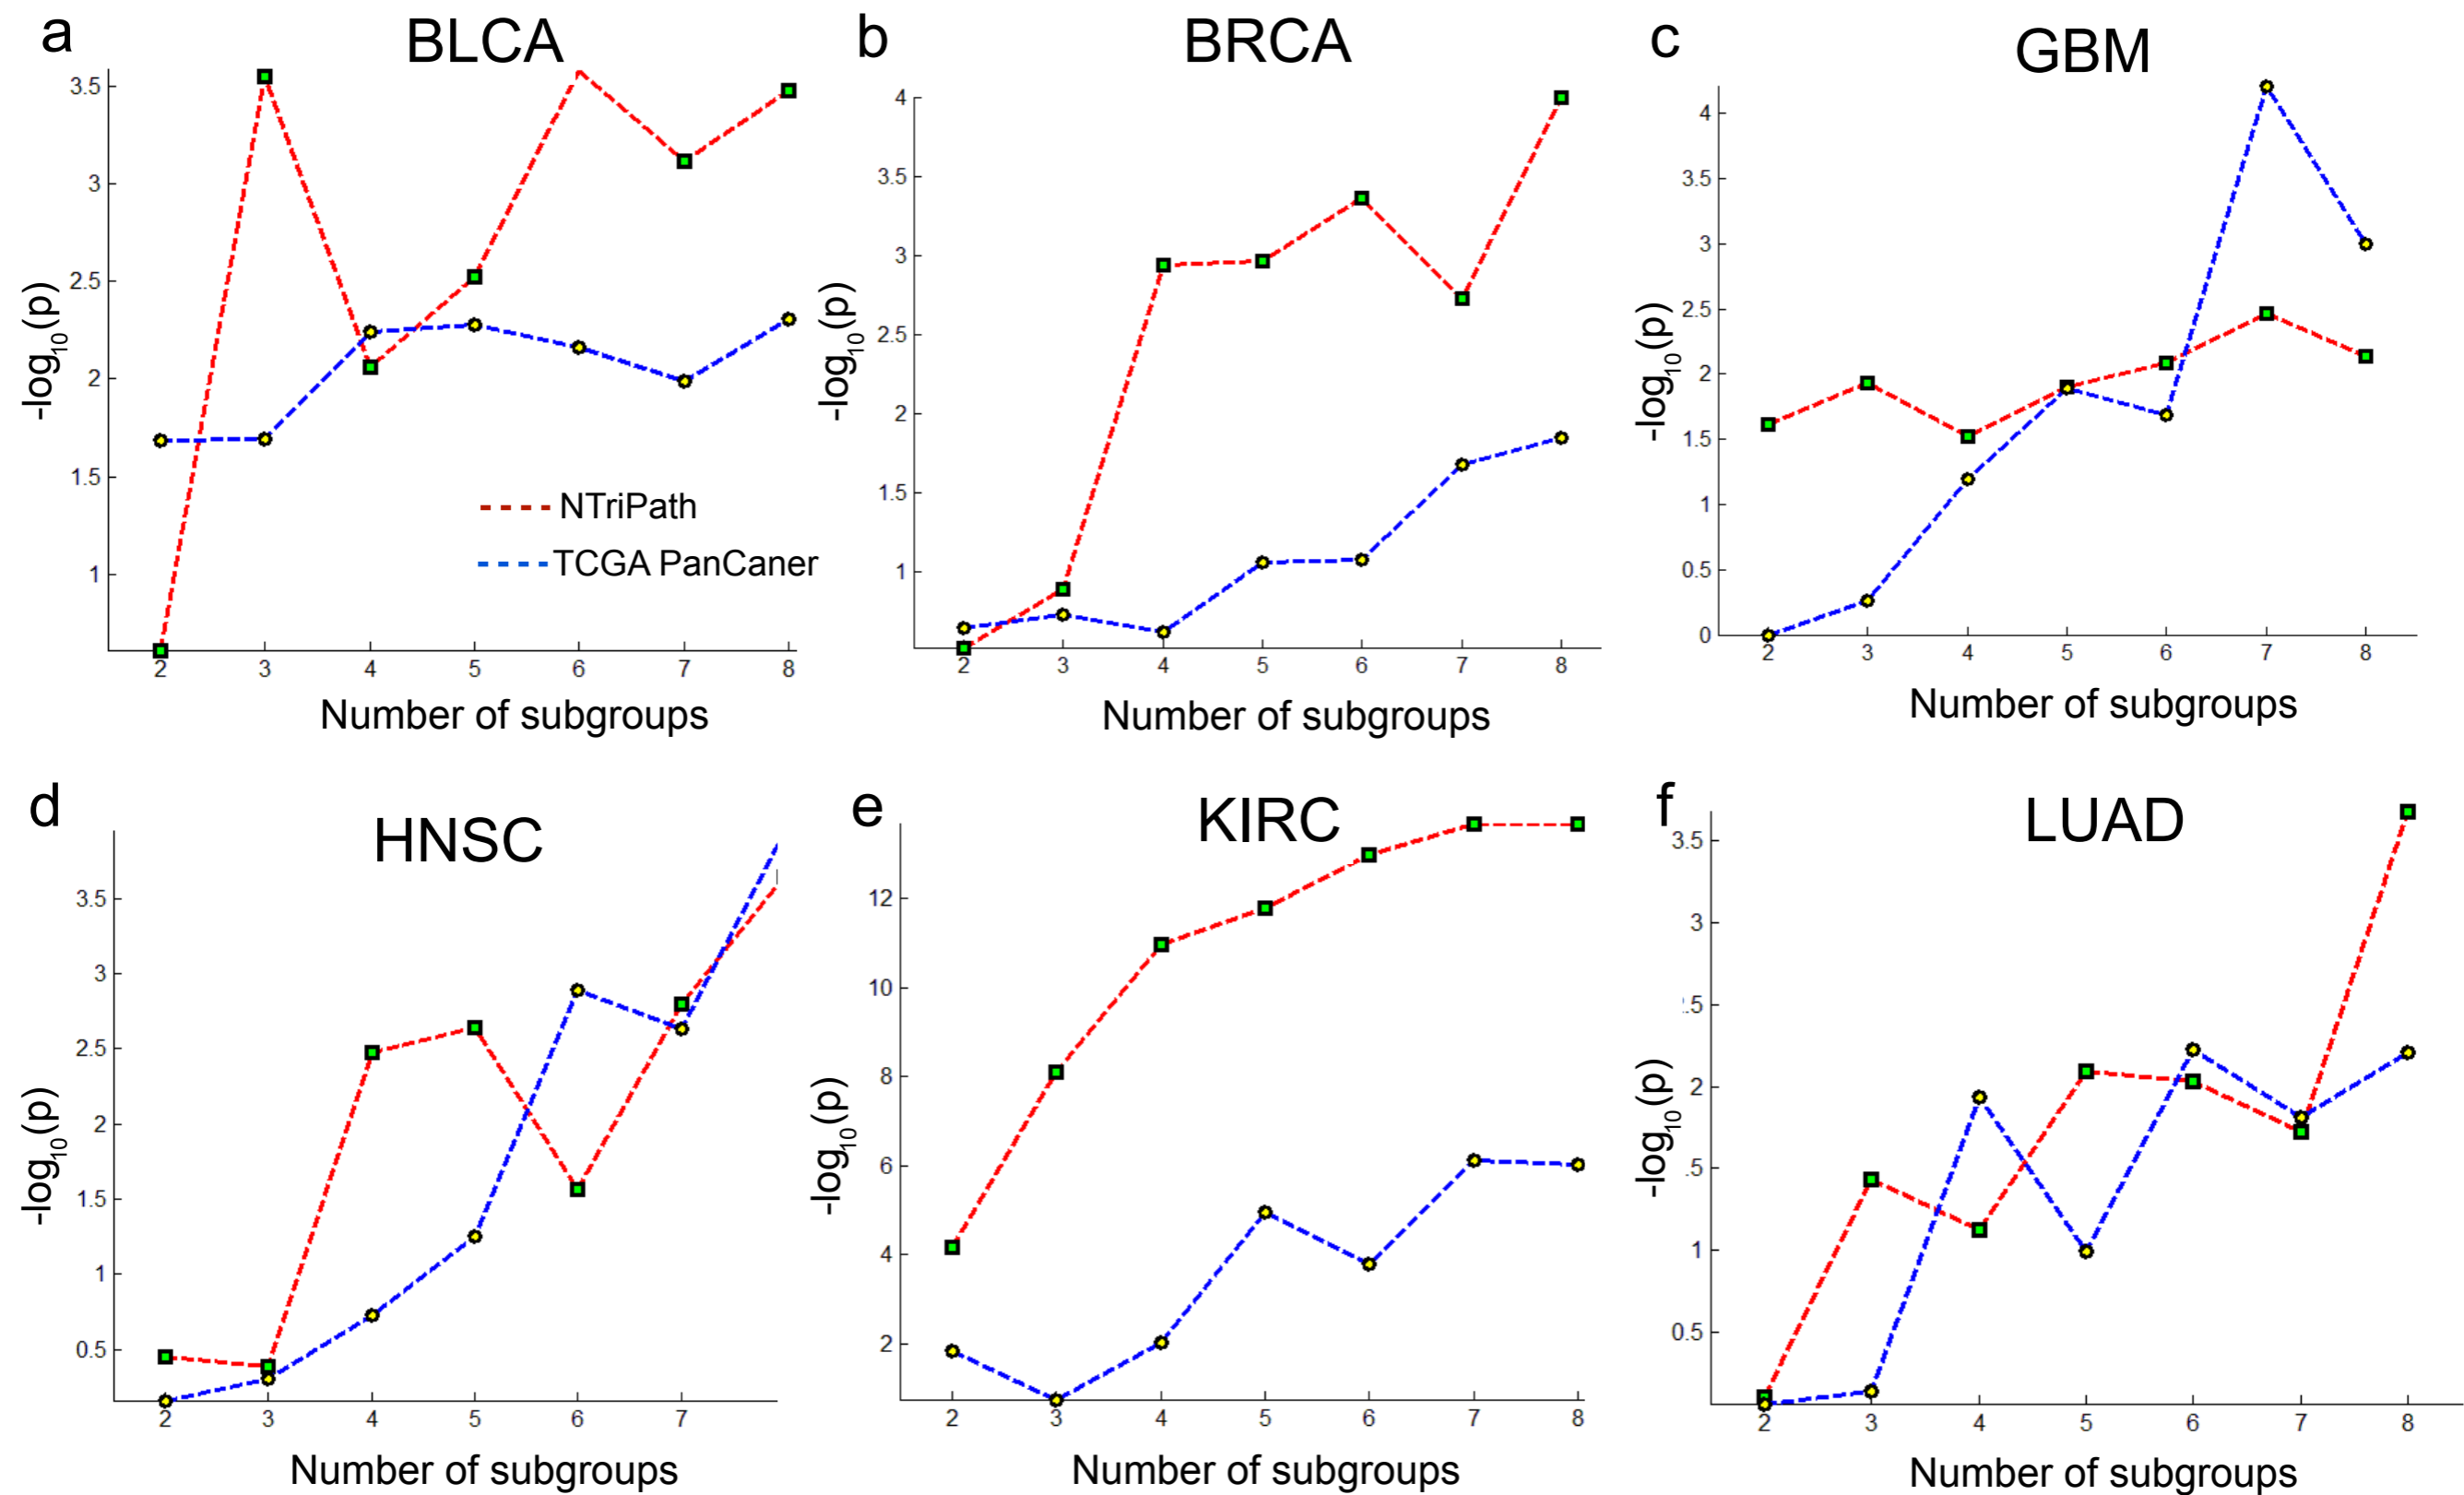 a BLCA
3.5
3
2.5
2
1.5
1
-log10(p)
NTriPath
TCGA PanCaner
2 3 4 5 6 7 8
Number of subgroups
b BRCA
4
3.5
3
2.5
2
1.5
1
-log10(p)
2 3 4 5 6 7 8
Number of subgroups
c GBM
4
3.5
3
2.5
2
1.5
1
0.5
0
-log10(p)
2 3 4 5 6 7 8
Number of subgroups
d HNSC
3.5
3
2.5
2
1.5
1
0.5
-log10(p)
2 3 4 5 6 7
Number of subgroups
e KIRC
12
10
8
6
4
2
-log10(p)
2 3 4 5 6 7 8
Number of subgroups
f LUAD
3.5
3
.5
2
.5
1
0.5
-log10(p)
2 3 4 5 6 7 8
Number of subgroups